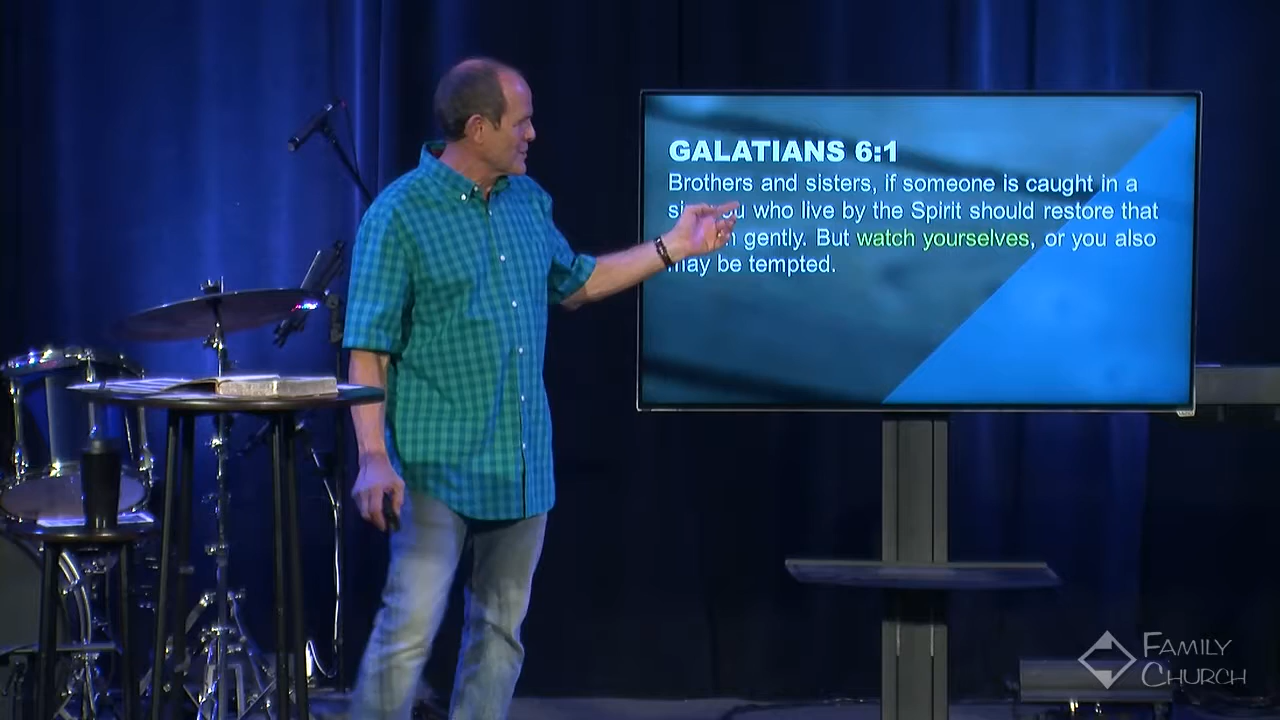 GALATIANS 6:1
Brothers and sisters, if someone is caught in a
who live by the Spirit should restore that
gently. But watch yourselves, or you also
may be tempted.
FAMILY
CHURCH